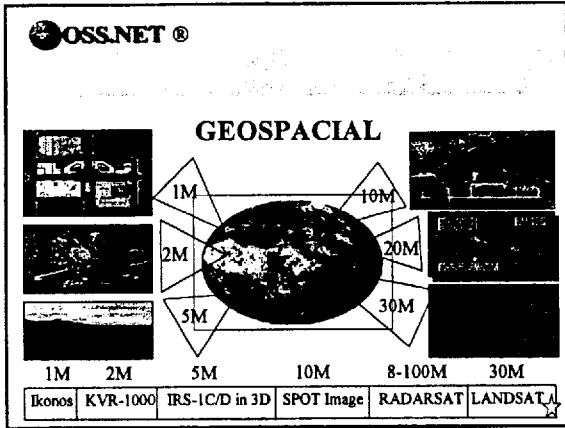 OSS.NET ®
GEOSPACIAL
1M
10M
2M
20M
5M
30M
1M 2M 5M 10M 8-100M 30M
Ikonos KVR-1000 IRS-1C/D in 3D SPOT Image RADARSAT LANDSAT